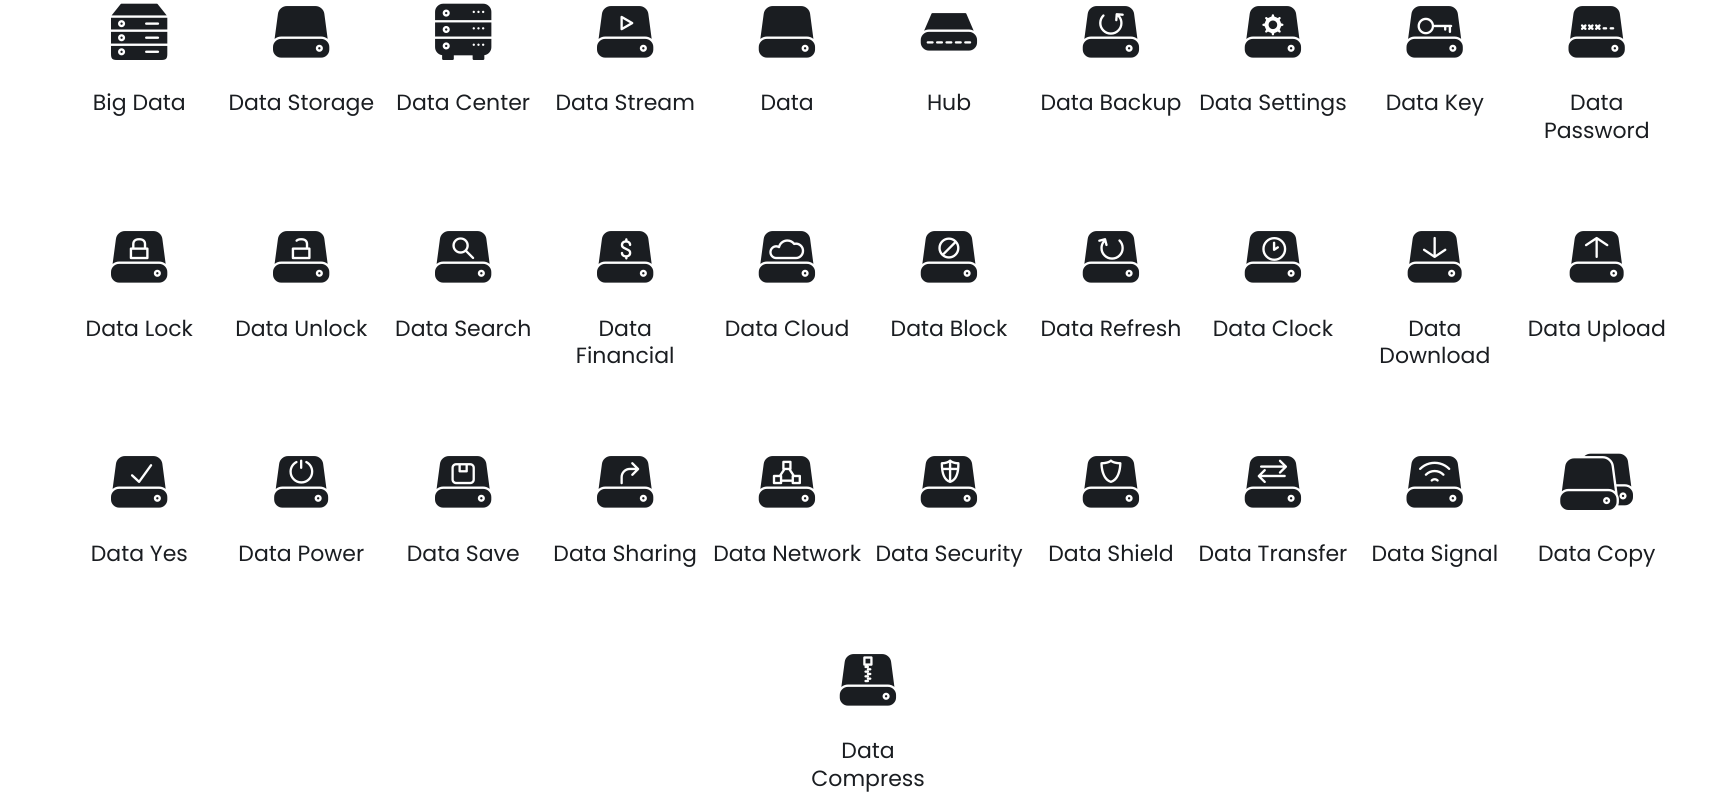 Big Data
Data Storage
Data Center
Data Stream
Data
Hub
Data Backup
Data Settings
Data Key
Data
Password
Data Lock
Data Unlock
Data Search
Data
Financial
Data Cloud
Data Block
Data Refresh
Data Clock
Data
Download
Data Upload
Data Yes
Data Power
Data Save
Data Sharing
Data Network
Data Security
Data Shield
Data Transfer
Data Signal
Data Copy
Data
Compress